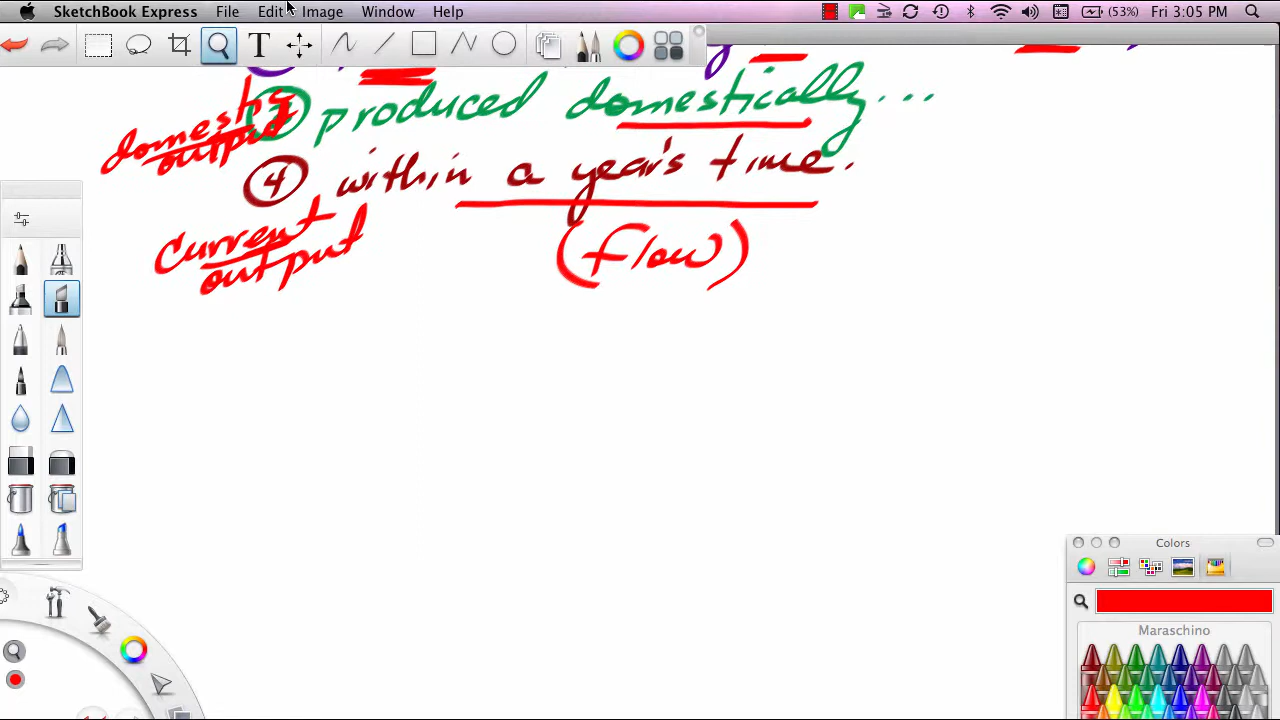 SketchBook Express File Edit Image Window Help (53%) Fri 3:05 PM
T
③ produced domestically...
domestic
output
④ within a year's time.
current
output
(flow)
Colors
Maraschino